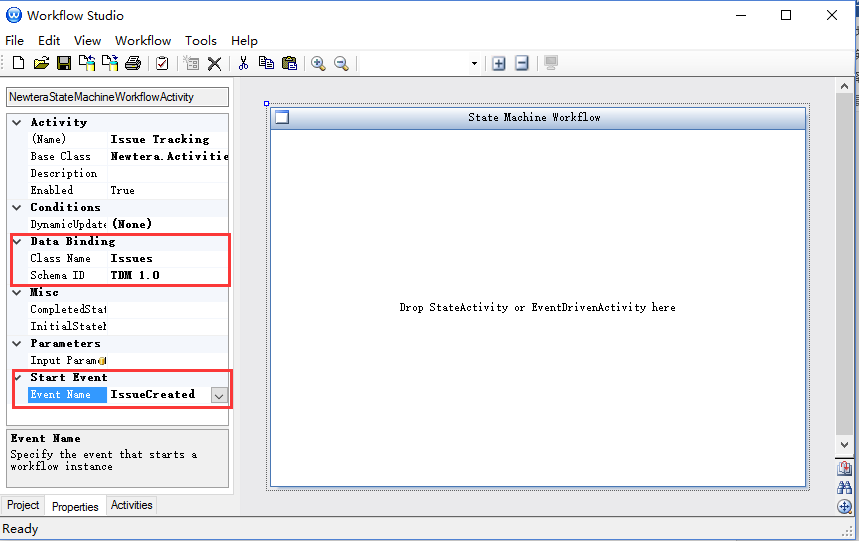 Workflow Studio
File Edit View Workflow Tools Help
NewteraStateMachineWorkflowActivity
Activity
(Name) Issue Tracking
Base Class Newtera.Activitie
Description
Enabled True
Conditions
DynamicUpdate (None)
Data Binding
Class Name Issues
Schema ID TDM 1.0
Misc
CompletedStat
InitialStateN
Parameters
Input Param
Start Event
Event Name IssueCreated
Event Name
Specify the event that starts a
workflow instance
Project Properties Activities
Ready
State Machine Workflow
Drop StateActivity or EventDrivenActivity here